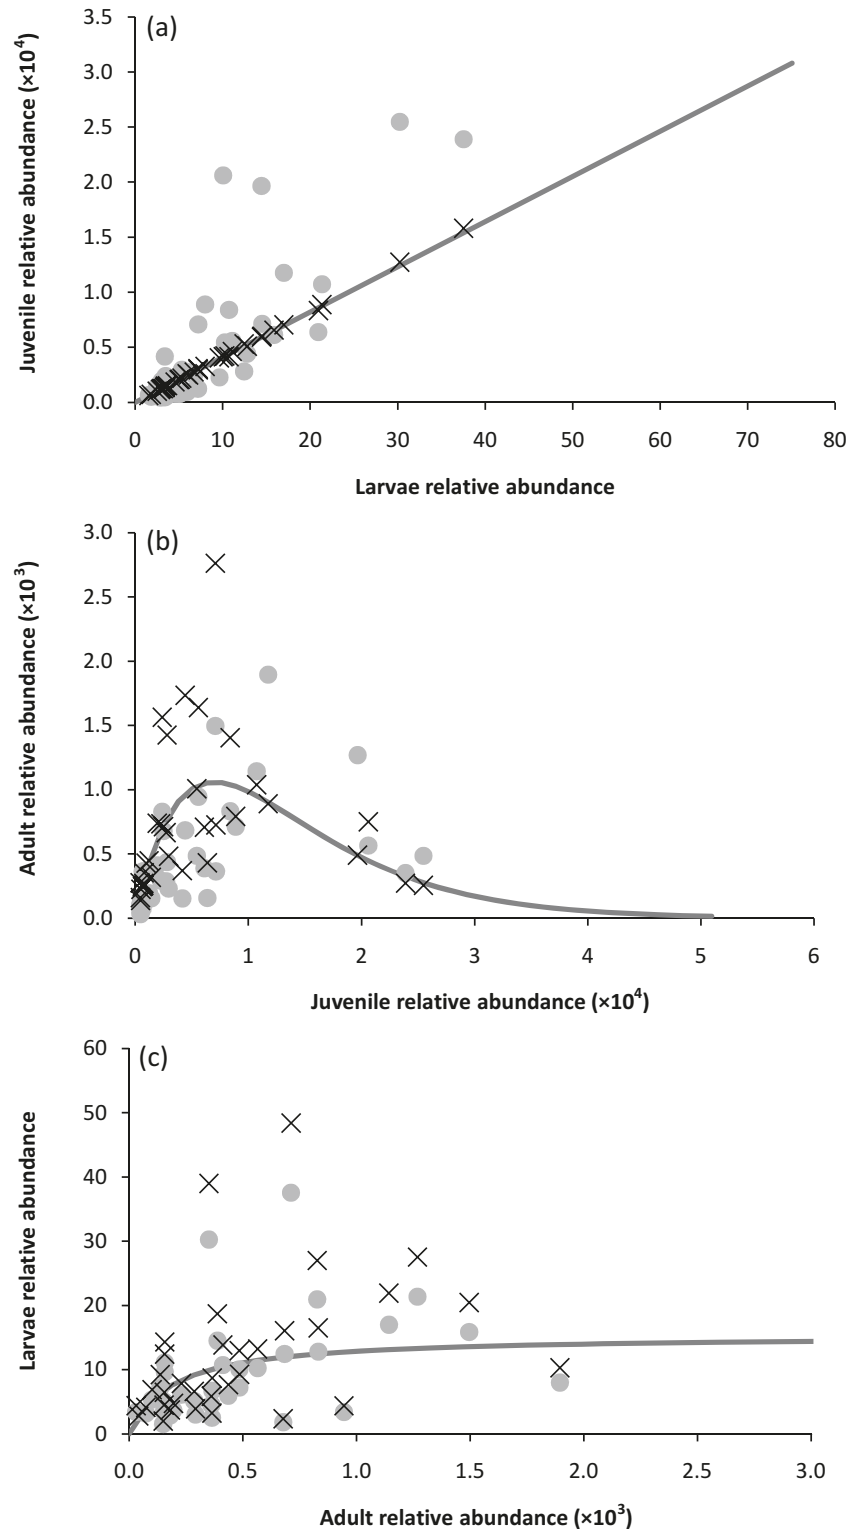 (a)
Juvenile relative abundance (×10⁴)
3.5
3.0
2.5
2.0
1.5
1.0
0.5
0.0
0 10 20 30 40 50 60 70 80
Larvae relative abundance
(b)
Adult relative abundance (×10³)
3.0
2.5
2.0
1.5
1.0
0.5
0.0
0 1 2 3 4 5 6
Juvenile relative abundance (×10⁴)
(c)
Larvae relative abundance
60
50
40
30
20
10
0
0.0 0.5 1.0 1.5 2.0 2.5 3.0
Adult relative abundance (×10³)